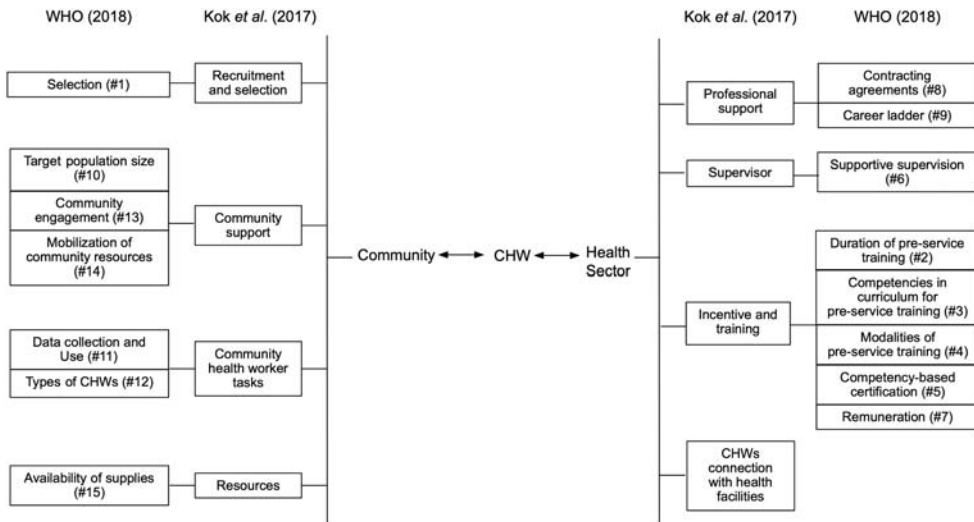 WHO (2018)
Kok et al. (2017)
Selection (#1)
Recruitment
and selection
Target population size
(#10)
Community
engagement (#13)
Mobilization of
community resources
(#14)
Community
support
Data collection and
Use (#11)
Types of CHWs (#12)
Community
health worker
tasks
Availability of supplies
(#15)
Resources
Community
CHW
Health
Sector
Kok et al. (2017)
WHO (2018)
Professional
support
Contracting
agreements (#8)
Career ladder (#9)
Supervisor
Supportive supervision
(#6)
Incentive and
training
Duration of pre-service
training (#2)
Competencies in
curriculum for
pre-service training (#3)
Modalities of
pre-service training (#4)
Competency-based
certification (#5)
Remuneration (#7)
CHWs
connection
with health
facilities